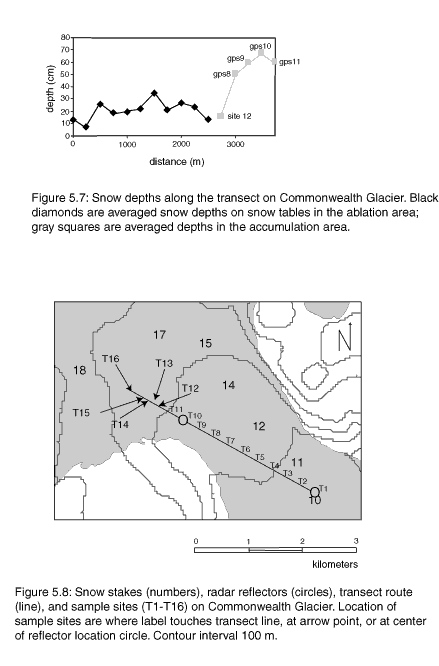 80
70
60
50
40
30
20
10
0
depth (cm)
gps10
gps9
gps8
gps11
site 12
0 1000 2000 3000
distance (m)
Figure 5.7: Snow depths along the transect on Commonwealth Glacier. Black
diamonds are averaged snow depths on snow tables in the ablation area;
gray squares are averaged depths in the accumulation area.
N
17
15
T16
T13
18
14
T12
T15
T14
T11
T10
T9
T8
12
T7
T6
T5
T4
11
T3
T2
T1
10
0 1 2 3
kilometers
Figure 5.8: Snow stakes (numbers), radar reflectors (circles), transect route
(line), and sample sites (T1-T16) on Commonwealth Glacier. Location of
sample sites are where label touches transect line, at arrow point, or at center
of reflector location circle. Contour interval 100 m.